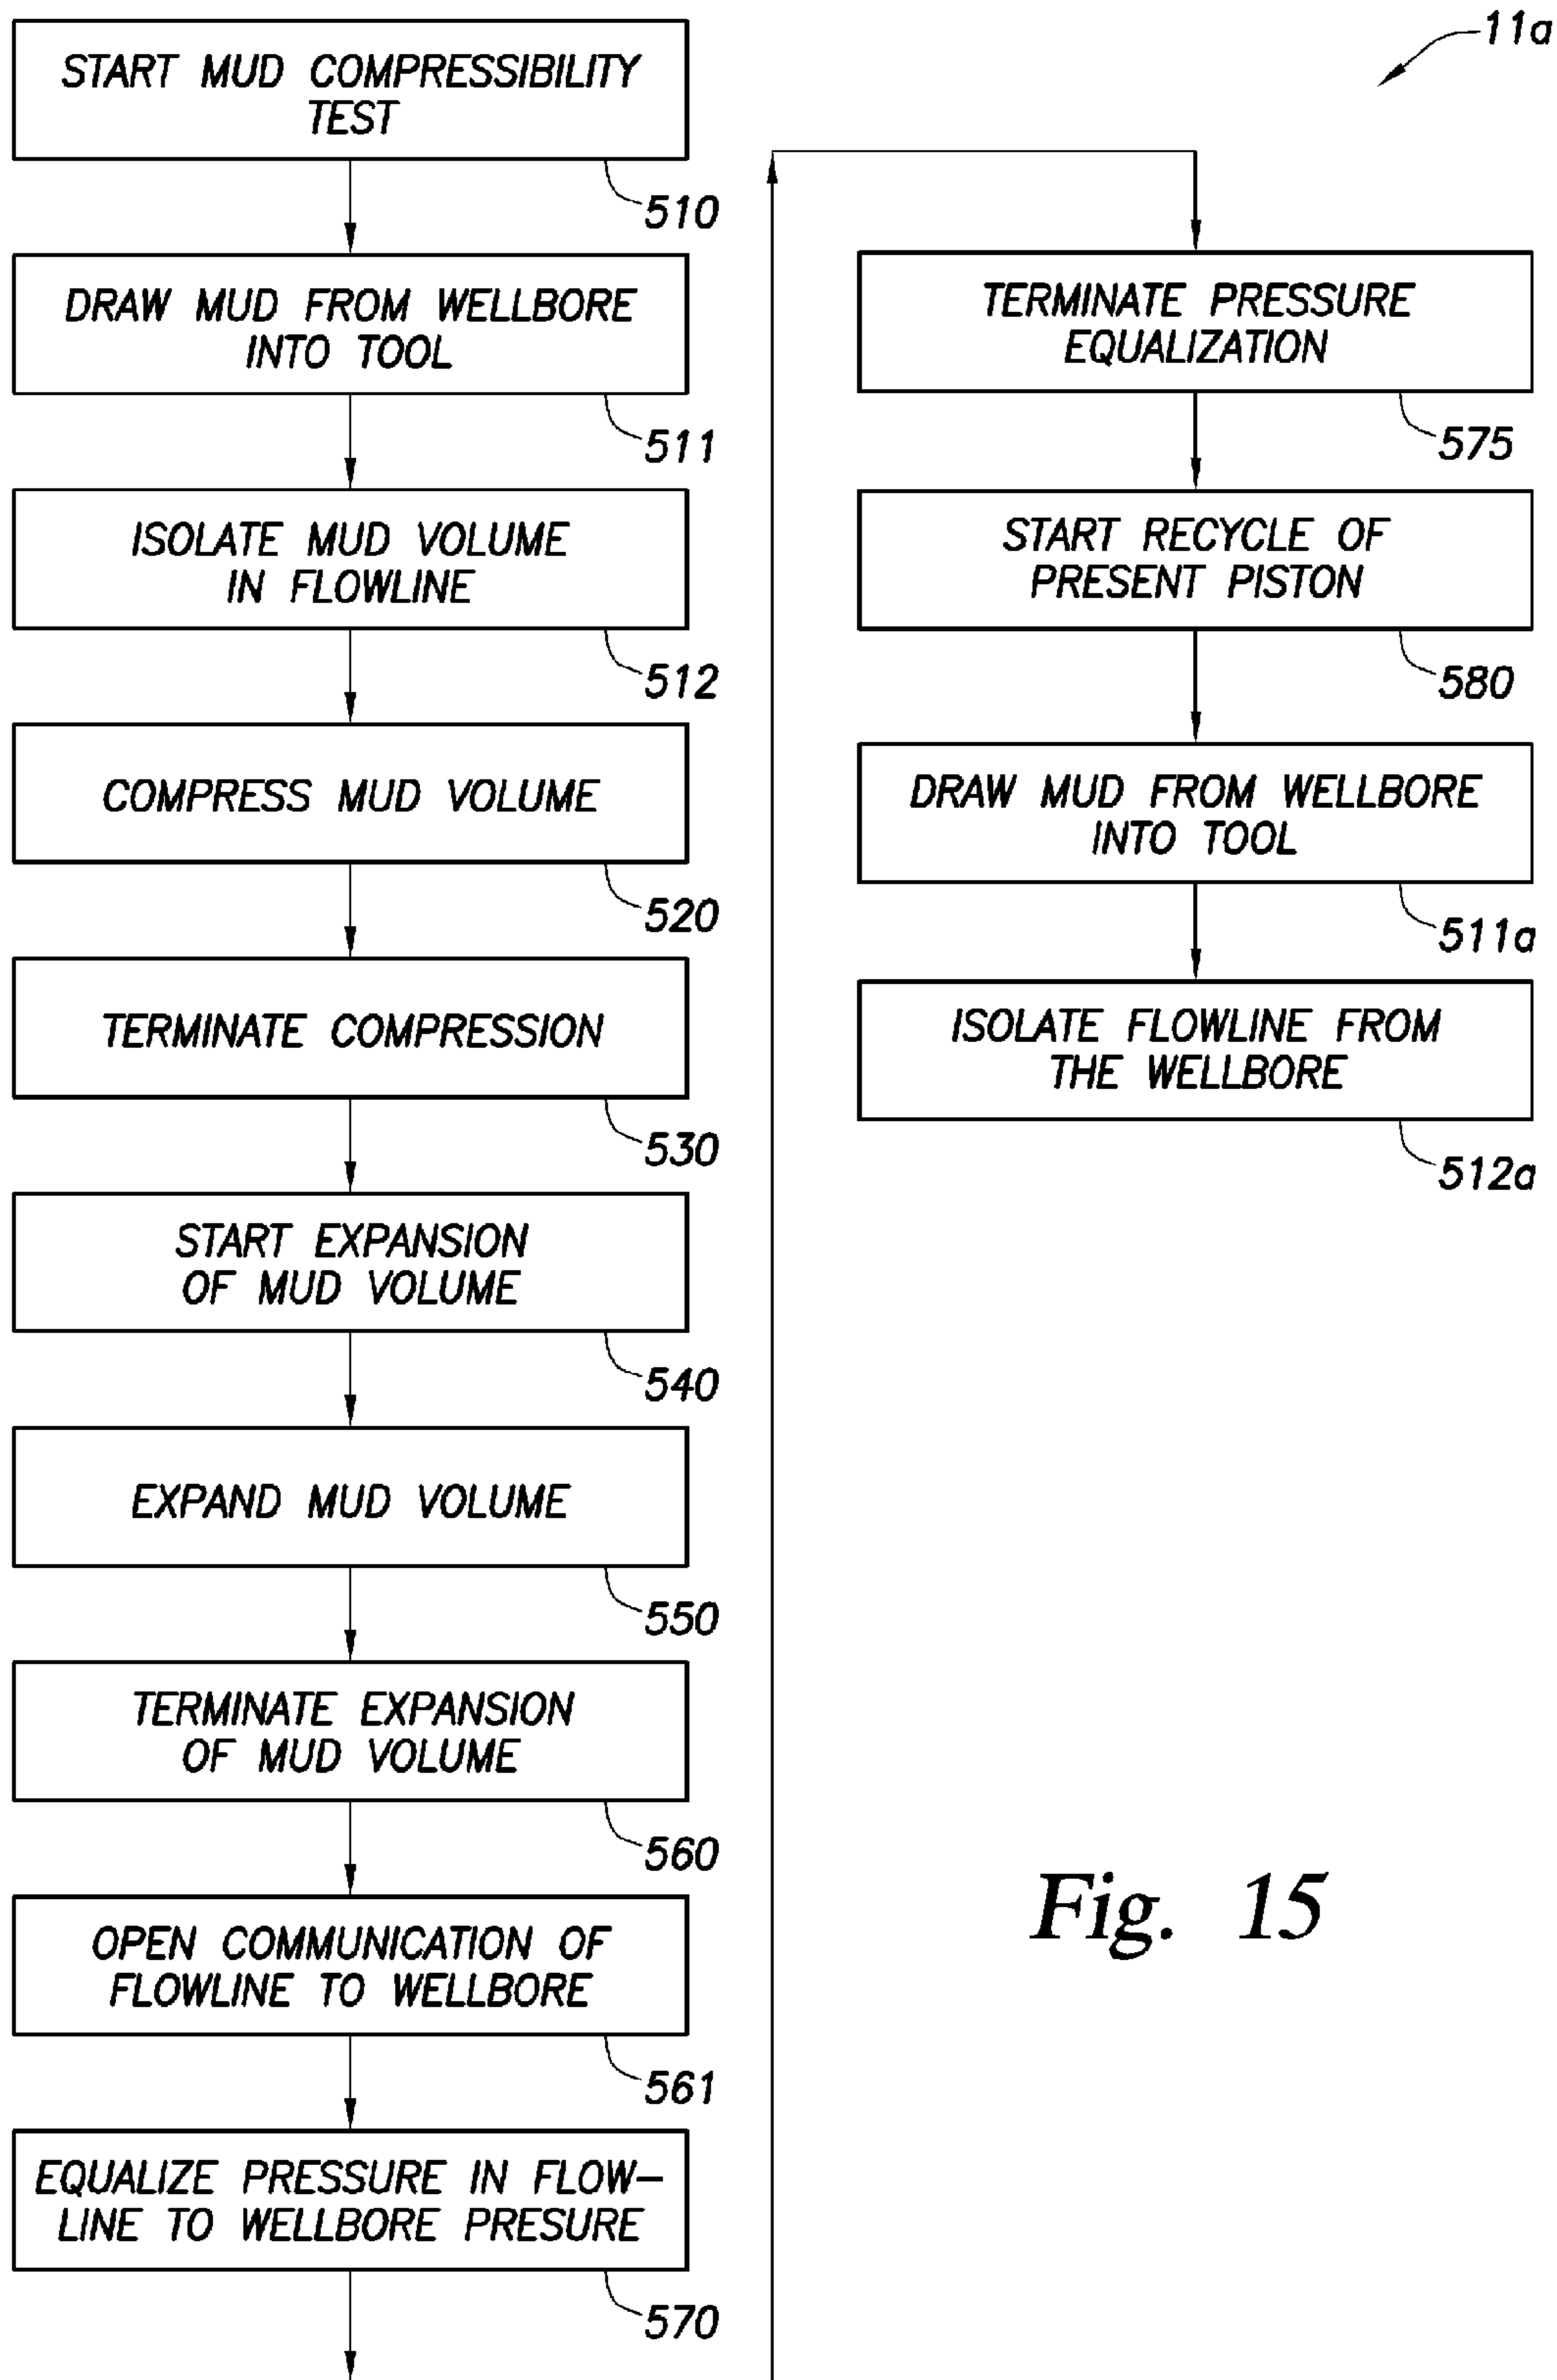 START MUD COMPRESSIBILITY
TEST
510
DRAW MUD FROM WELLBORE
INTO TOOL
511
ISOLATE MUD VOLUME
IN FLOWLINE
512
COMPRESS MUD VOLUME
520
TERMINATE COMPRESSION
530
START EXPANSION
OF MUD VOLUME
540
EXPAND MUD VOLUME
550
TERMINATE EXPANSION
OF MUD VOLUME
560
OPEN COMMUNICATION OF
FLOWLINE TO WELLBORE
561
EQUALIZE PRESSURE IN FLOW-
LINE TO WELLBORE PRESURE
570
11a
TERMINATE PRESSURE
EQUALIZATION
575
START RECYCLE OF
PRESENT PISTON
580
DRAW MUD FROM WELLBORE
INTO TOOL
511a
ISOLATE FLOWLINE FROM
THE WELLBORE
512a
Fig. 15